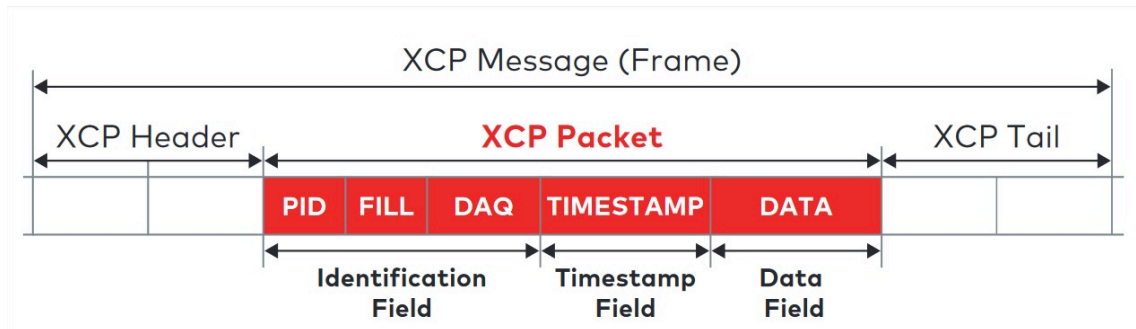 XCP Message (Frame)
XCP Header XCP Packet XCP Tail
PID FILL DAQ TIMESTAMP DATA
Identification Timestamp Data
Field Field Field